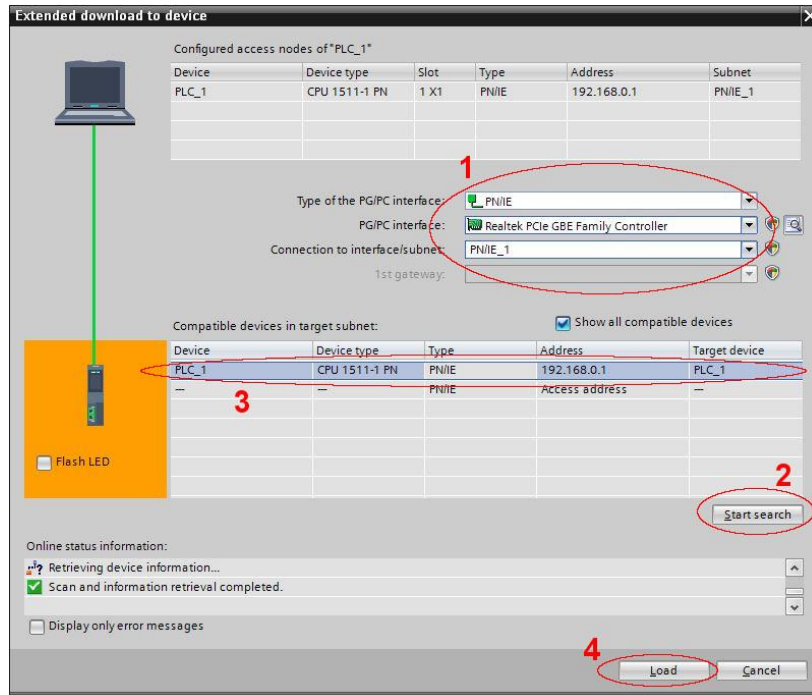 Extended download to device
Configured access nodes of "PLC_1"
Device Device type Slot Type Address Subnet
PLC_1 CPU 1511-1 PN 1 X1 PN/IE 192.168.0.1 PN/IE_1
1
Type of the PG/PC interface: PN/IE
PG/PC interface: Realtek PCIe GBE Family Controller
Connection to interface/subnet: PN/IE_1
1st gateway:
Compatible devices in target subnet: Show all compatible devices
Device Device type Type Address Target device
PLC_1 CPU 1511-1 PN PN/IE 192.168.0.1 PLC_1
— — PN/IE Access address —
3
Flash LED
2
Start search
Online status information:
Retrieving device information...
Scan and information retrieval completed.
Display only error messages
4
Load Cancel